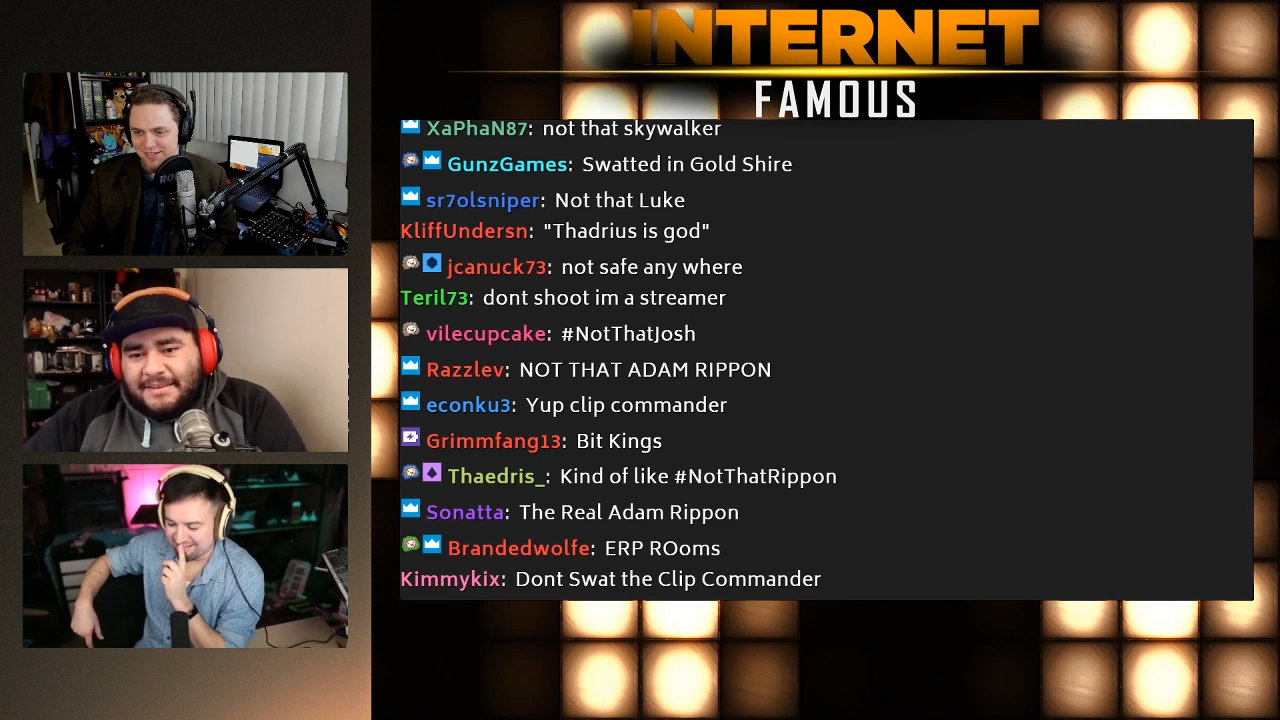 INTERNET
FAMOUS
XaPhaN87: not that skywalker
GunzGames: Swatted in Gold Shire
sr7olsniper: Not that Luke
KliffUndersn: "Thadrius is god"
jcanuck73: not safe any where
Teril73: dont shoot im a streamer
vilecupcake: #NotThatJosh
Razzlev: NOT THAT ADAM RIPPON
econku3: Yup clip commander
Grimmfang13: Bit Kings
Thaedris_: Kind of like #NotThatRippon
Sonatta: The Real Adam Rippon
Brandedwolfe: ERP ROoms
Kimmykix: Dont Swat the Clip Commander